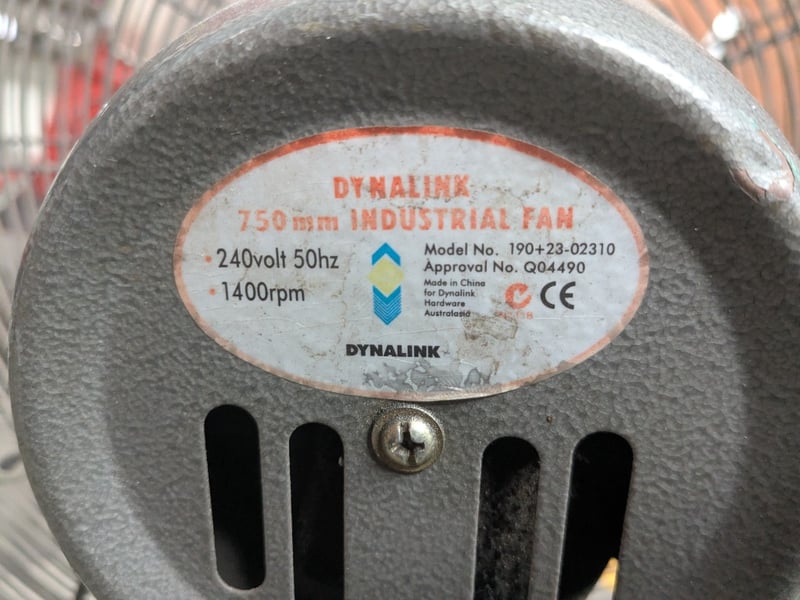 DYNALINK
750mm INDUSTRIAL FAN
• 240volt 50hz
• 1400rpm
Model No. 190+23-02310
Approval No. Q04490
Made in China
for Dynalink
Hardware
Australasia
CE
DYNALINK